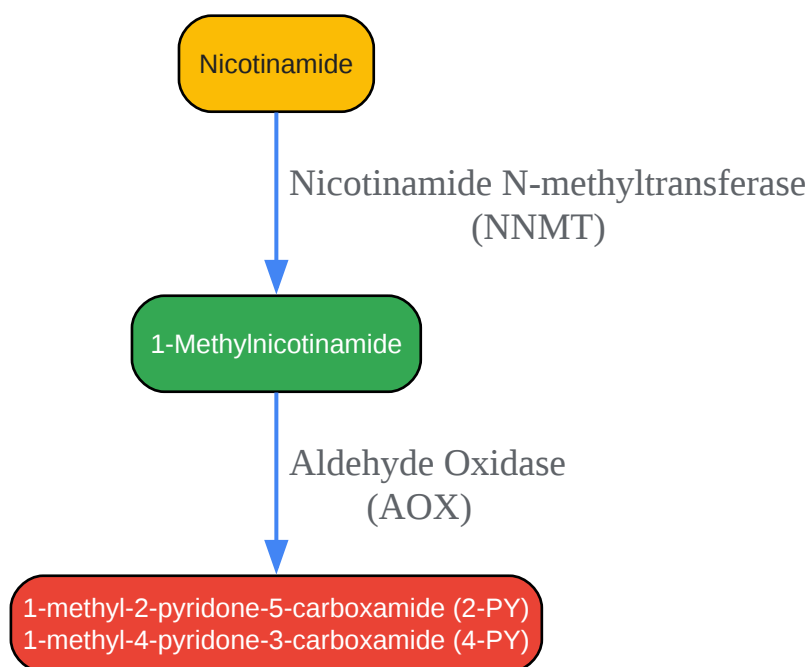 Nicotinamide
Nicotinamide N-methyltransferase
(NNMT)
1-Methylnicotinamide
Aldehyde Oxidase
(AOX)
1-methyl-2-pyridone-5-carboxamide (2-PY)
1-methyl-4-pyridone-3-carboxamide (4-PY)